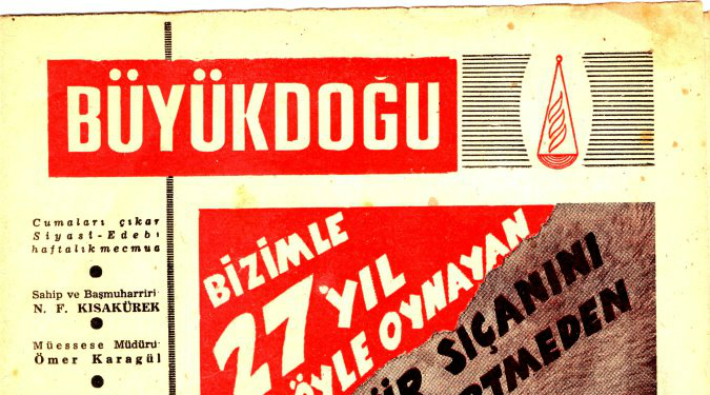 BÜYÜKDOĞU
Cumaları çıkar
Siyasi-Edebi
haftalık mecmua
Sahip ve Başmuharriri
N. F. KISAKÜREK
Müessese Müdürü
Ömer Karagül
BİZİMLE
27 YIL
ÖYLE OYNAYAN
SIÇANINI